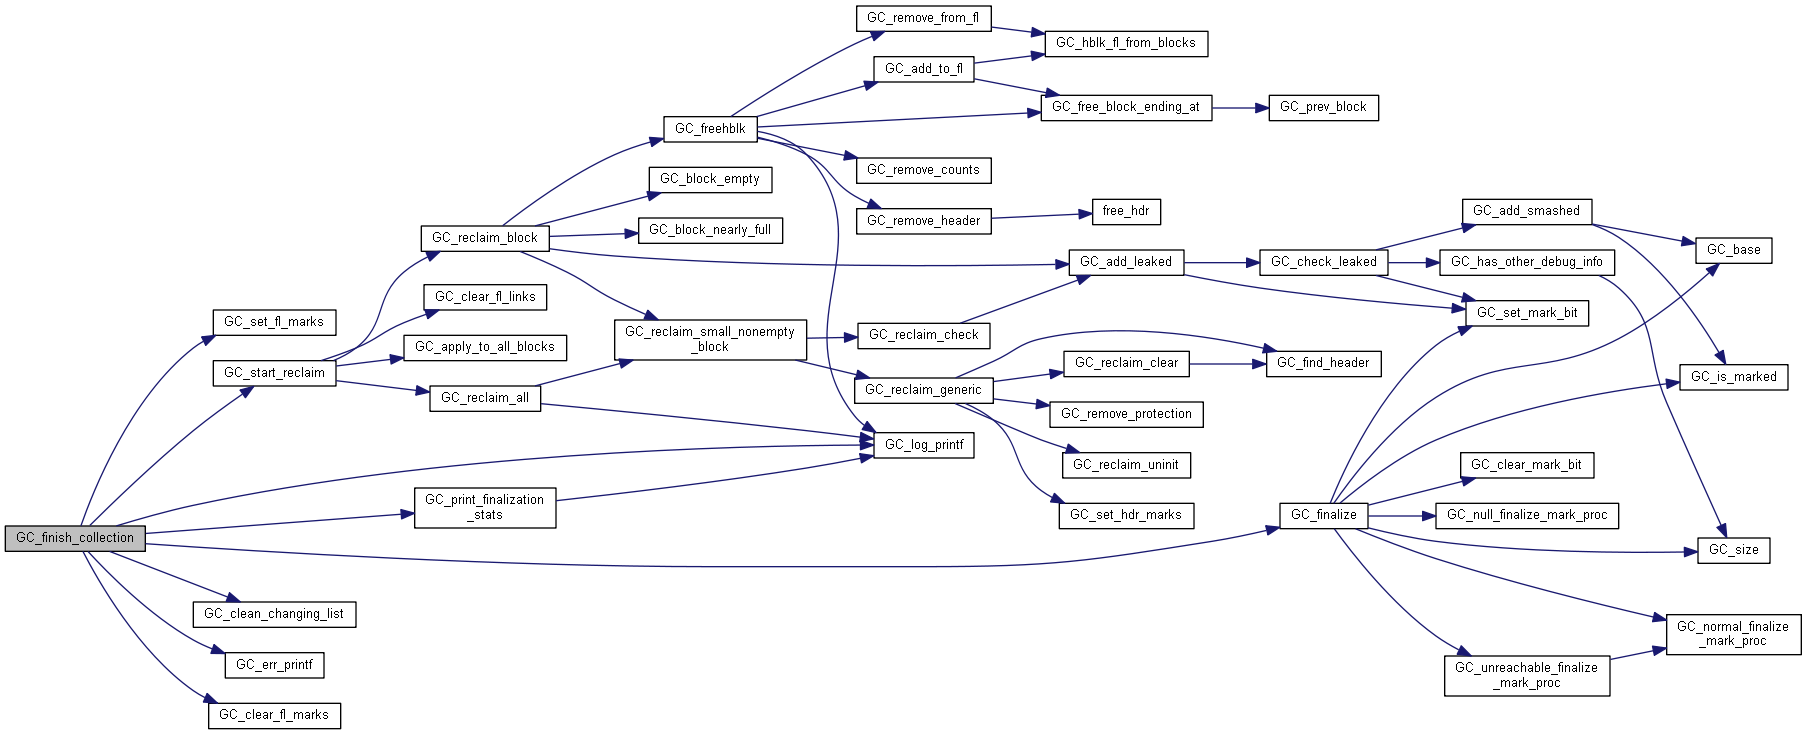 GC_remove_from_fl
GC_hblk_fl_from_blocks
GC_add_to_fl
GC_free_block_ending_at
GC_prev_block
GC_freehblk
GC_remove_counts
GC_block_empty
GC_remove_header
free_hdr
GC_add_smashed
GC_block_nearly_full
GC_reclaim_block
GC_base
GC_add_leaked
GC_check_leaked
GC_has_other_debug_info
GC_clear_fl_links
GC_set_mark_bit
GC_set_fl_marks
GC_reclaim_small_nonempty
_block
GC_reclaim_check
GC_apply_to_all_blocks
GC_start_reclaim
GC_reclaim_clear
GC_find_header
GC_is_marked
GC_reclaim_all
GC_reclaim_generic
GC_remove_protection
GC_log_printf
GC_reclaim_uninit
GC_clear_mark_bit
GC_print_finalization
_stats
GC_set_hdr_marks
GC_finalize
GC_null_finalize_mark_proc
GC_finish_collection
GC_size
GC_clean_changing_list
GC_normal_finalize
_mark_proc
GC_err_printf
GC_unreachable_finalize
_mark_proc
GC_clear_fl_marks